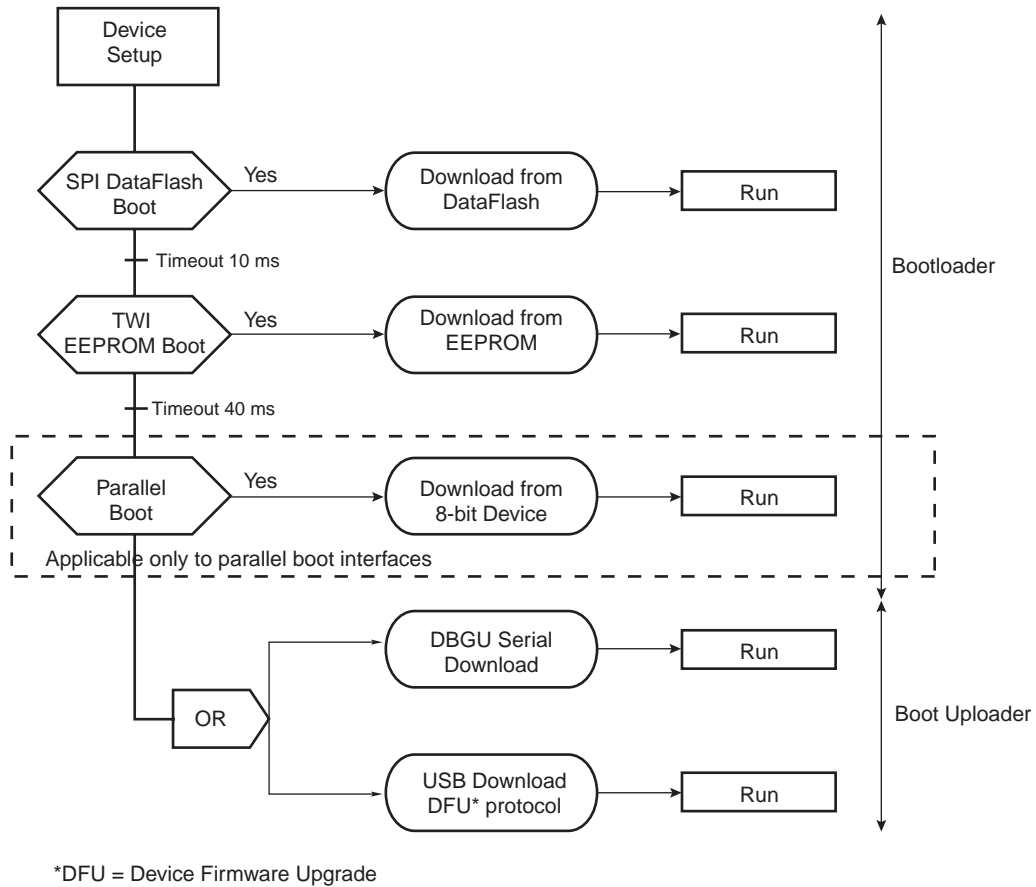 Device
Setup
SPI DataFlash
Boot
Yes
Download from
DataFlash
Run
Timeout 10 ms
Bootloader
TWI
EEPROM Boot
Yes
Download from
EEPROM
Run
Timeout 40 ms
Parallel
Boot
Yes
Download from
8-bit Device
Run
Applicable only to parallel boot interfaces
DBGU Serial
Download
Run
OR
Boot Uploader
USB Download
DFU* protocol
Run
*DFU = Device Firmware Upgrade